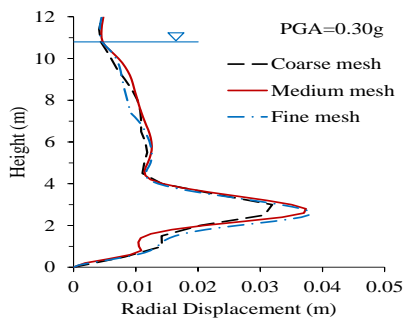 PGA=0.30g
Coarse mesh
Medium mesh
Fine mesh
Height (m)
12
10
8
6
4
2
0
0 0.01 0.02 0.03 0.04 0.05
Radial Displacement (m)